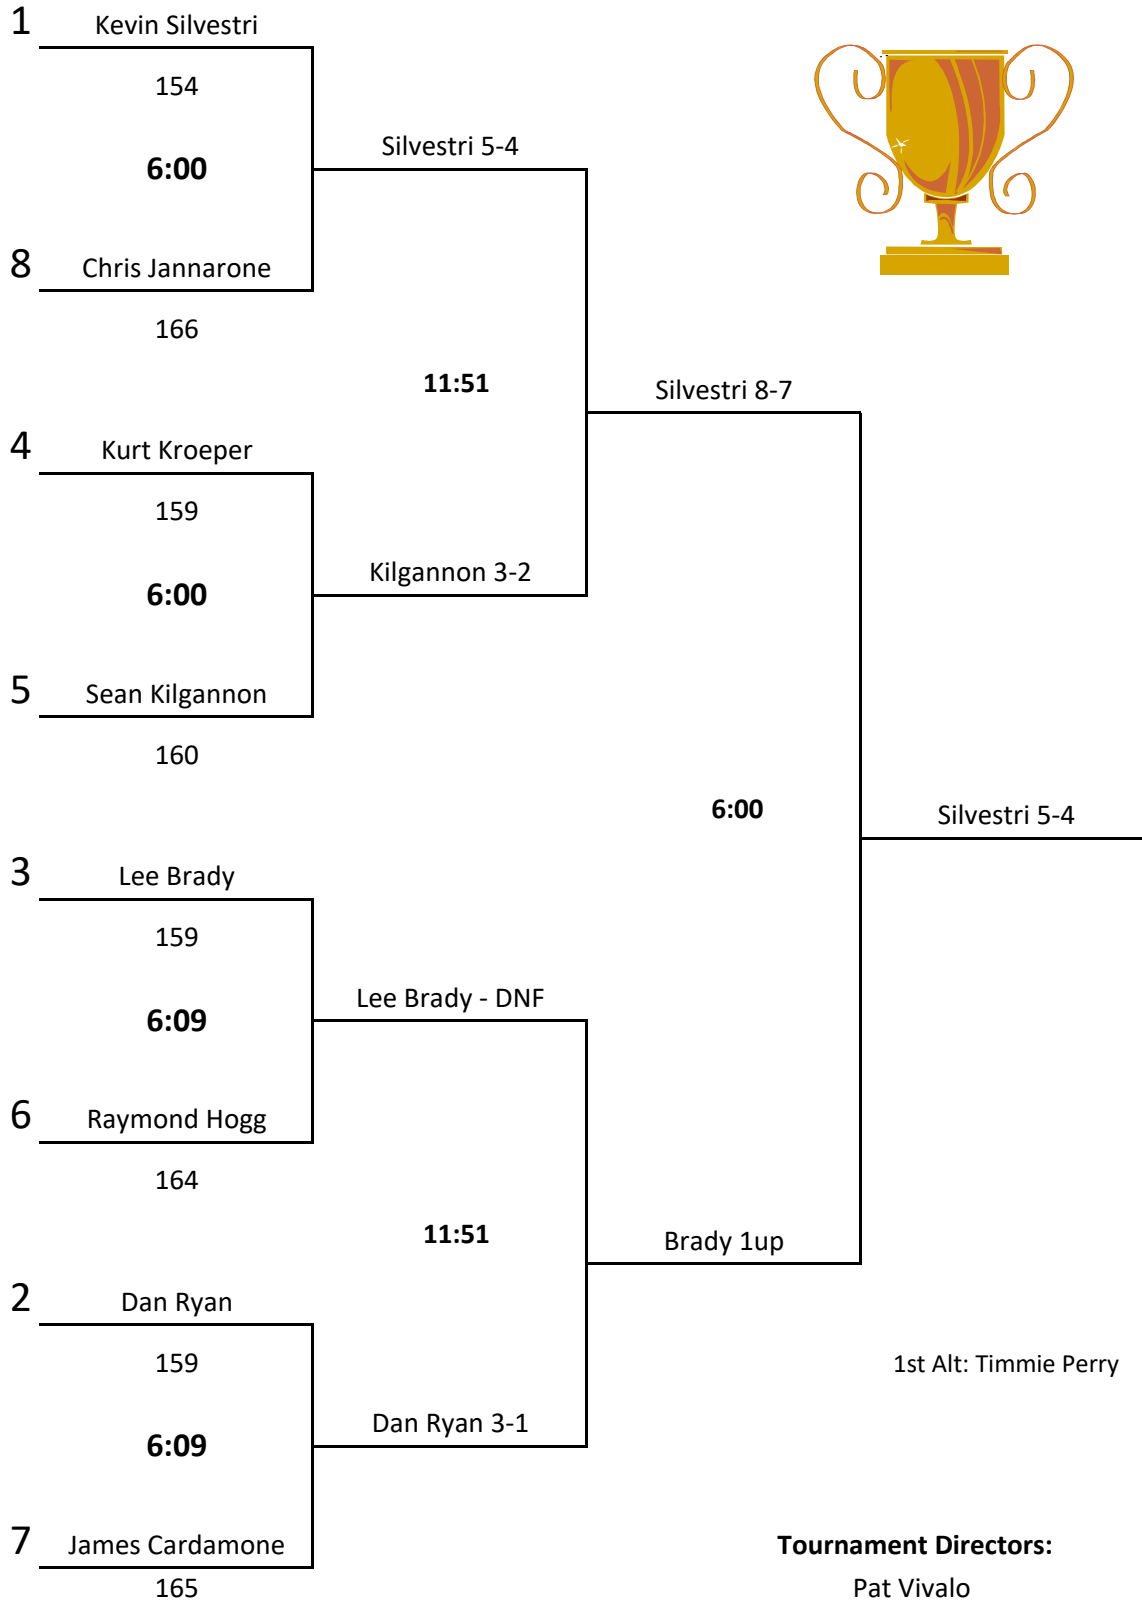 1
Kevin Silvestri
154
6:00
Silvestri 5-4
8
Chris Jannarone
166
11:51
Silvestri 8-7
4
Kurt Kroeper
159
6:00
Kilgannon 3-2
5
Sean Kilgannon
160
6:00
Silvestri 5-4
3
Lee Brady
159
6:09
Lee Brady - DNF
6
Raymond Hogg
164
11:51
Brady 1up
2
Dan Ryan
159
1st Alt: Timmie Perry
6:09
Dan Ryan 3-1
7
James Cardamone
165
Tournament Directors:
Pat Vivalo